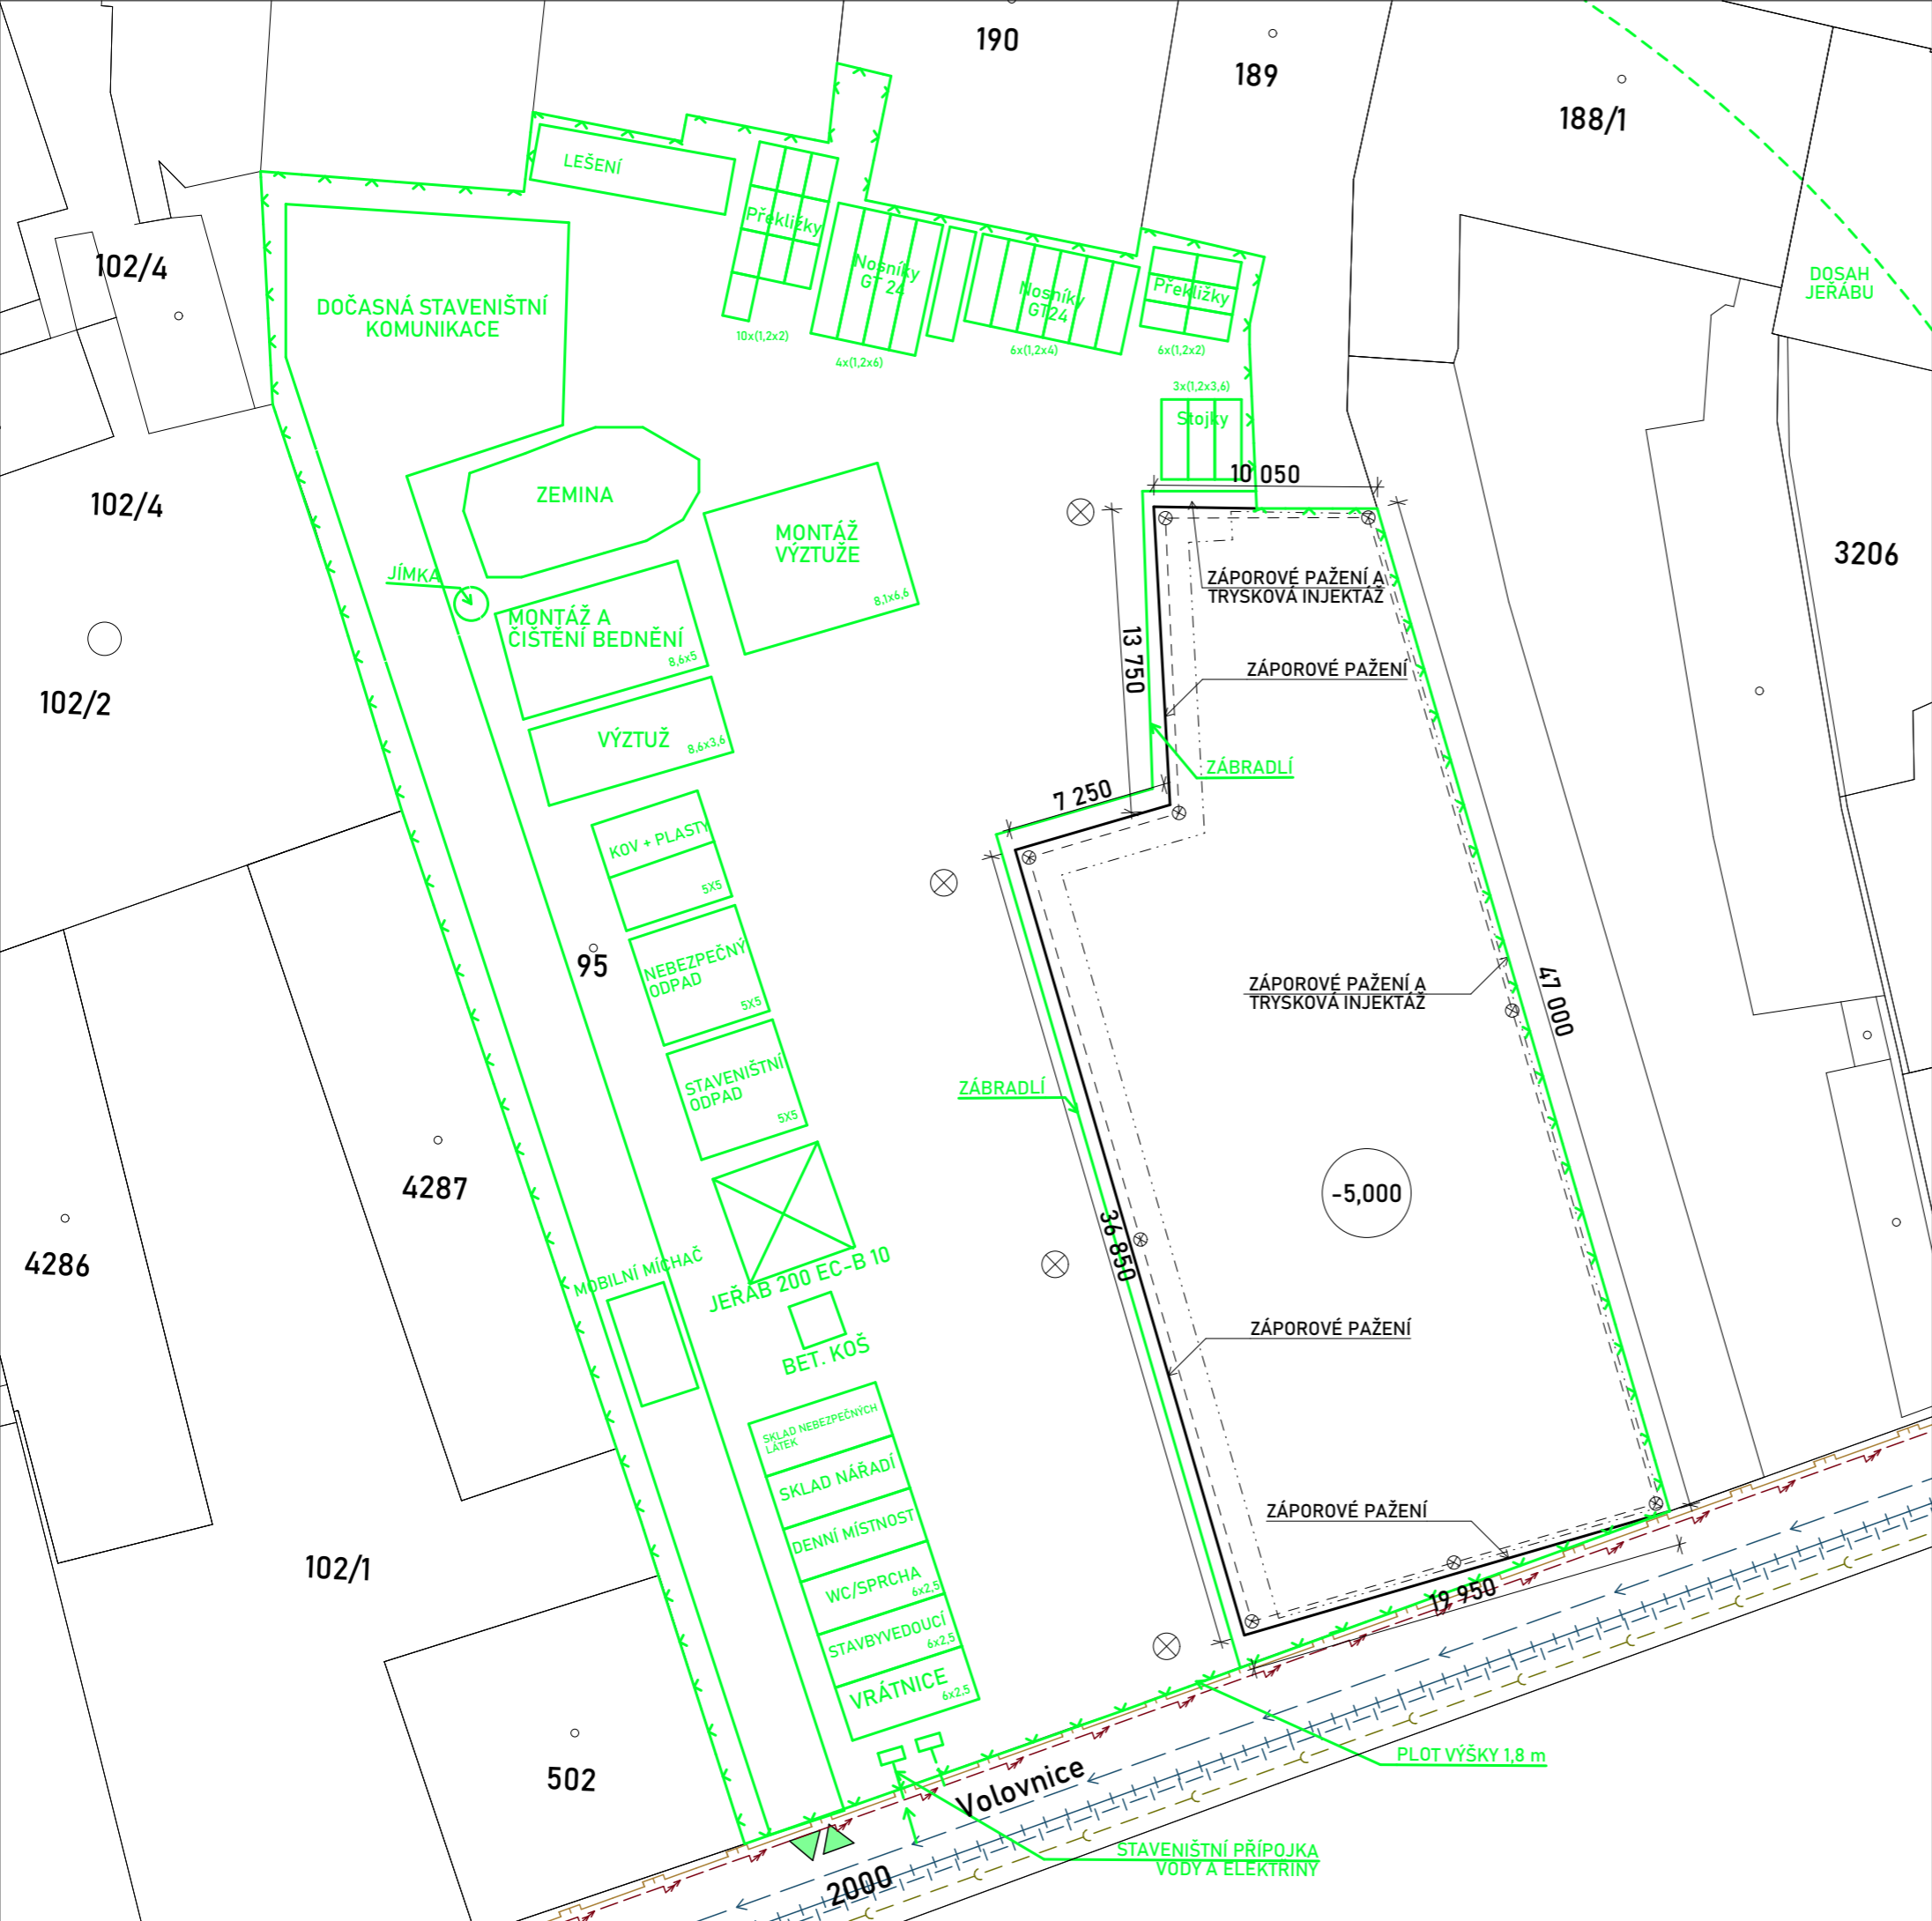 190
189
188/1
LEŠENÍ
Překližky
10x(1,2x2)
Nosníky
GT 24
4x(1,2x6)
Nosníky
GT24
6x(1,2x4)
Překližky
6x(1,2x2)
DOSAH
JEŘÁBU
102/4
DOČASNÁ STAVENIŠTNÍ
KOMUNIKACE
3x(1,2x3,6)
Stojky
10 050
102/4
ZEMINA
MONTÁŽ
VÝZTUŽE
8,1x6,6
3206
JÍMKA
ZÁPOROVÉ PAŽENÍ A
TRYSKOVÁ INJEKTÁŽ
MONTÁŽ A
ČIŠTĚNÍ BEDNĚNÍ
8,6x5
13 750
ZÁPOROVÉ PAŽENÍ
102/2
VÝZTUŽ
8,6x3,6
ZÁBRADLÍ
7 250
KOV + PLASTY
5X5
95
NEBEZPEČNÝ
ODPAD
5X5
ZÁPOROVÉ PAŽENÍ A
TRYSKOVÁ INJEKTÁŽ
47 000
STAVENIŠTNÍ
ODPAD
5X5
ZÁBRADLÍ
4287
-5,000
4286
36 850
MOBILNÍ MÍCHAČ
JEŘÁB 200 EC-B 10
BET. KOŠ
ZÁPOROVÉ PAŽENÍ
SKLAD NEBEZPEČNÝCH
LÁTEK
SKLAD NÁŘADÍ
ZÁPOROVÉ PAŽENÍ
DENNÍ MÍSTNOST
102/1
WC/SPRCHA
6x2,5
19 950
STAVBYVEDOUCÍ
6x2,5
VRÁTNICE
6x2,5
502
PLOT VÝŠKY 1,8 m
Volovnice
STAVENIŠTNÍ PŘÍPOJKA
VODY A ELEKTRINY
2000